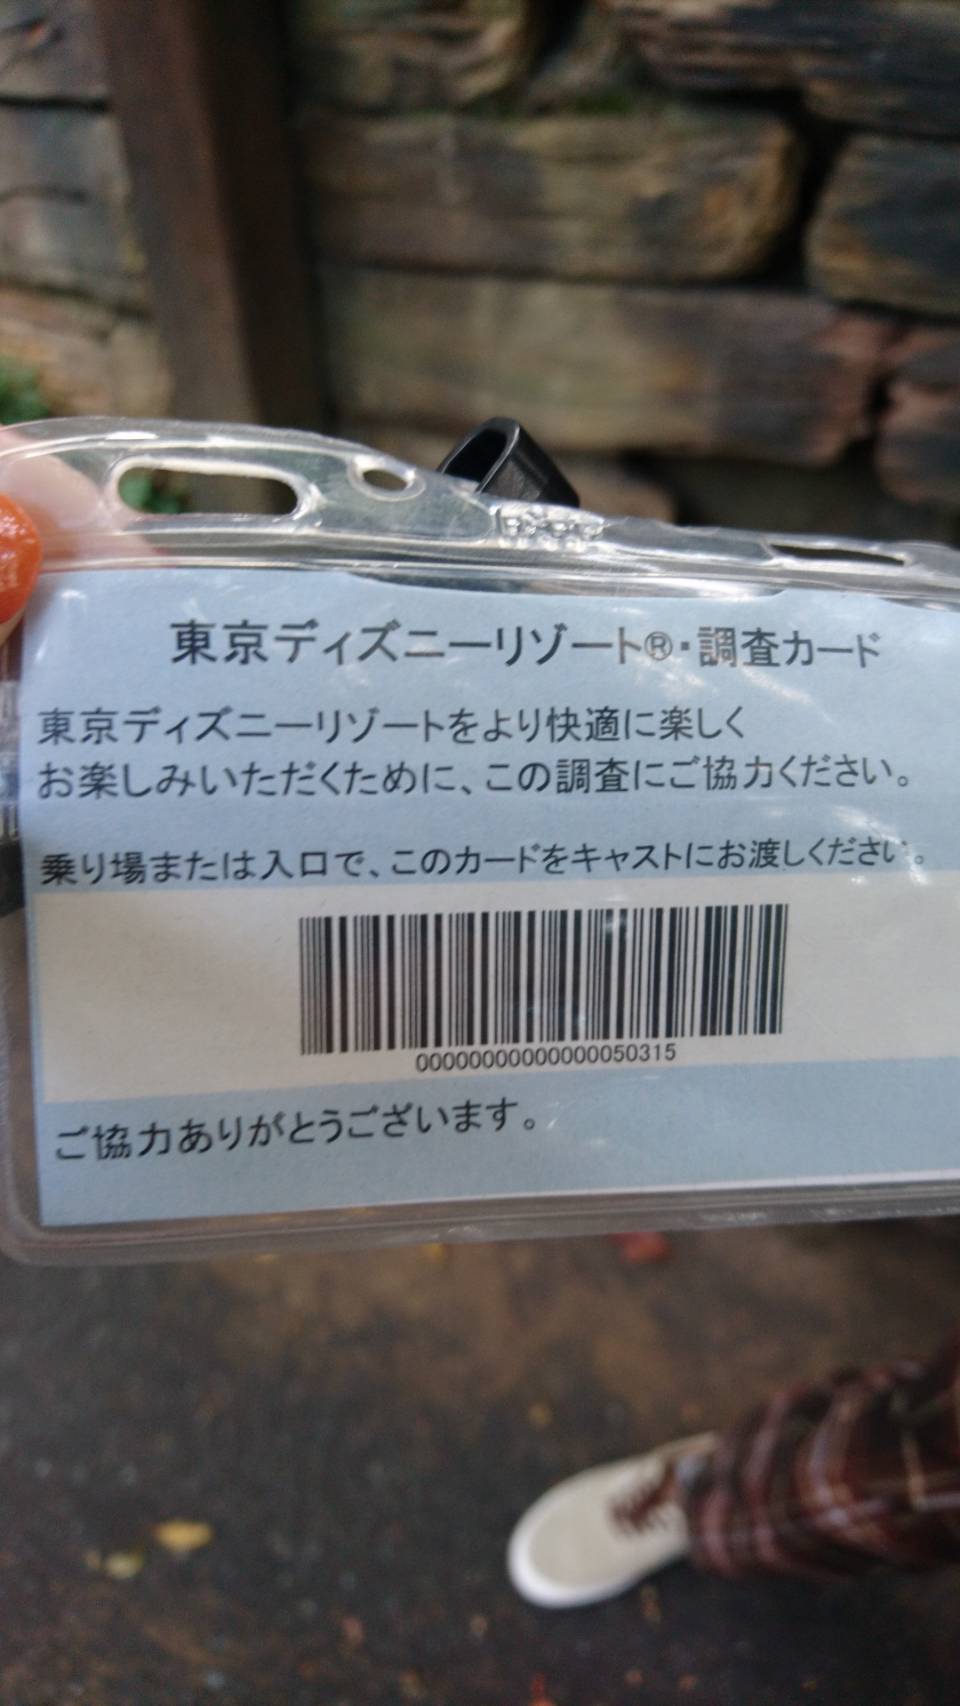 東京ディズニーリゾート®・調査カード
東京ディズニーリゾートをより快適に楽しく
お楽しみいただくために、この調査にご協力ください。
乗り場または入口で、このカードをキャストにお渡しください。
00000000000000050315
ご協力ありがとうございます。